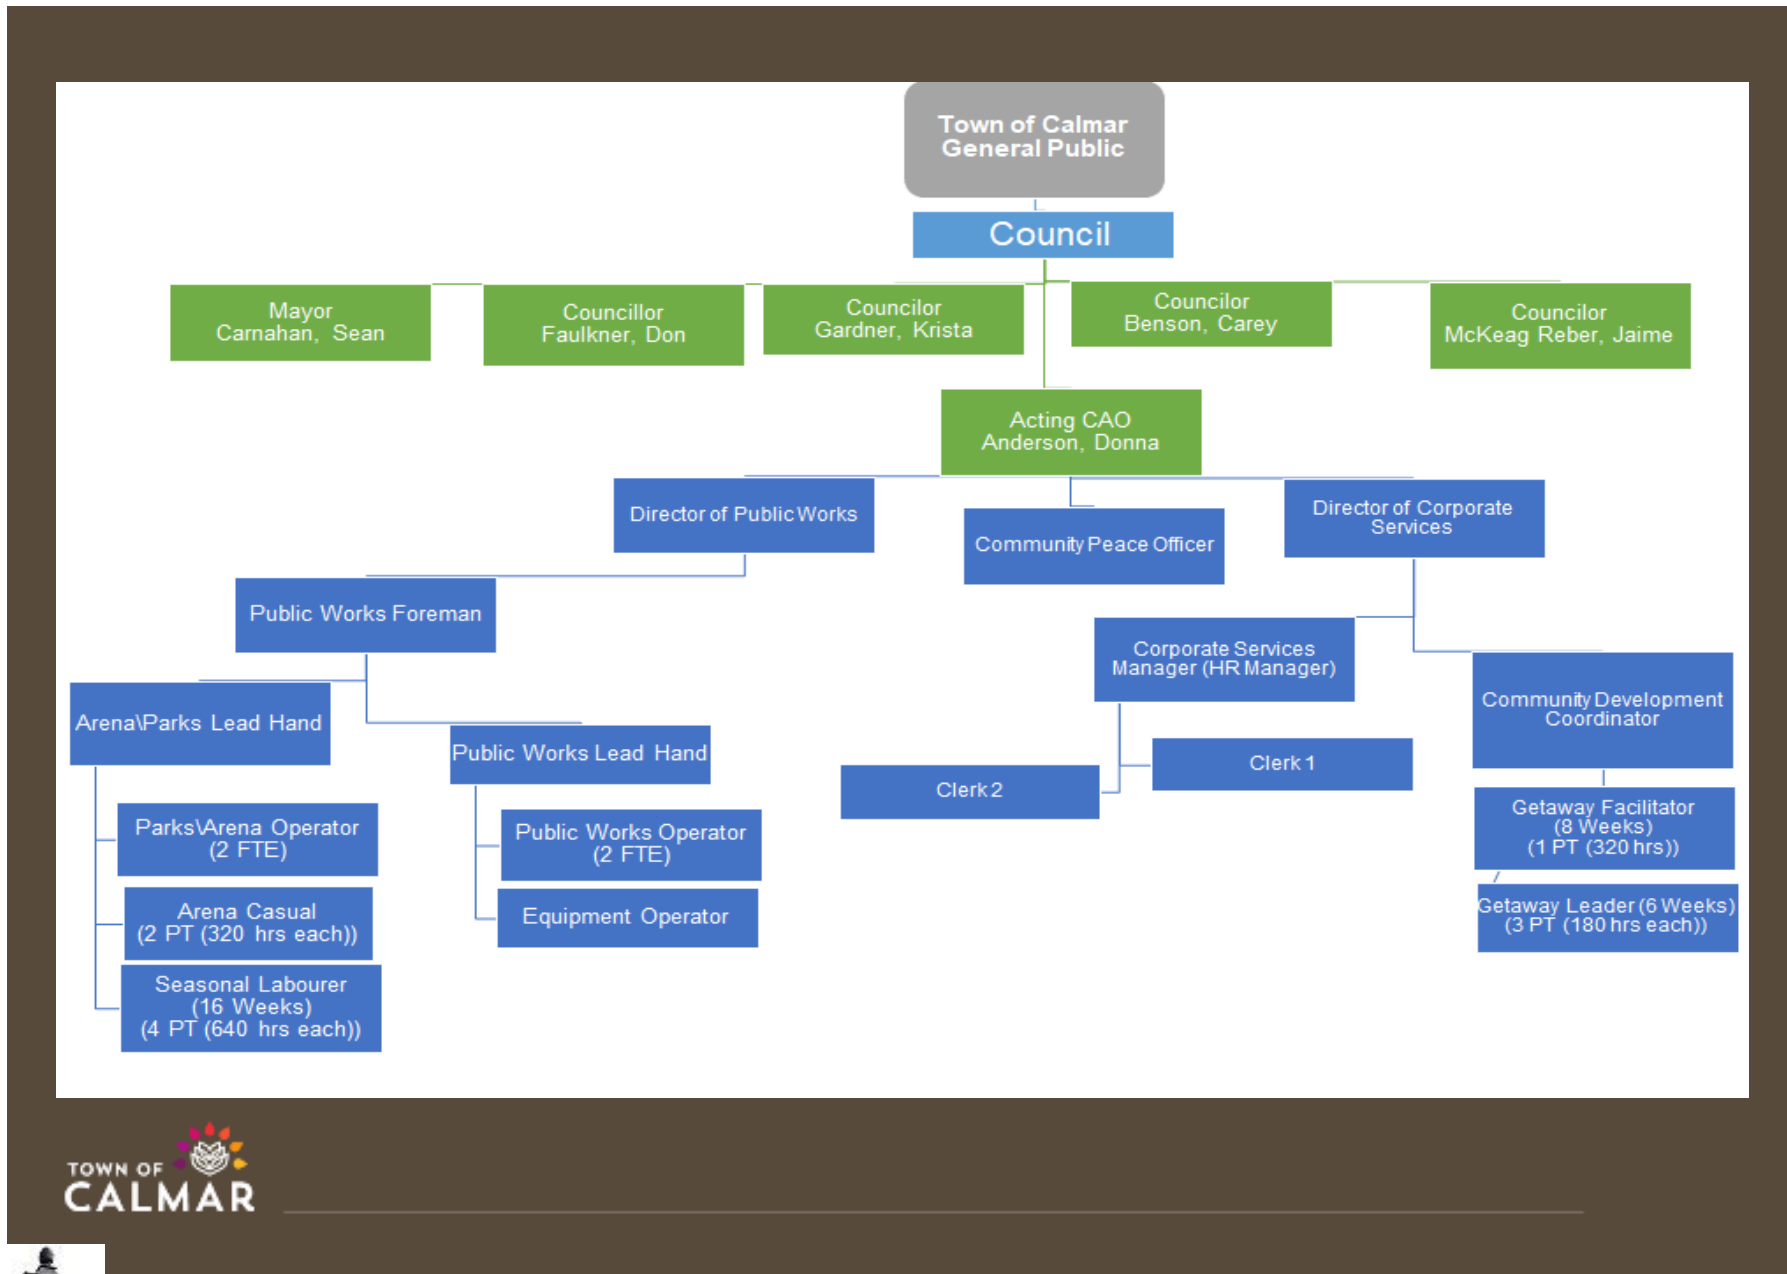 Town of Calmar
General Public
Council
Mayor
Carnahan, Sean
Councillor
Faulkner, Don
Councilor
Gardner, Krista
Councilor
Benson, Carey
Councilor
McKeag Reber, Jaime
Acting CAO
Anderson, Donna
Director of Public Works
Community Peace Officer
Director of Corporate
Services
Public Works Foreman
Corporate Services
Manager (HR Manager)
Community Development
Coordinator
Arena\Parks Lead Hand
Public Works Lead Hand
Clerk 2
Clerk 1
Parks\Arena Operator
(2 FTE)
Arena Casual
(2 PT (320 hrs each))
Seasonal Labourer
(16 Weeks)
(4 PT (640 hrs each))
Public Works Operator
(2 FTE)
Equipment Operator
Getaway Facilitator
(8 Weeks)
(1 PT (320 hrs))
Getaway Leader (6 Weeks)
(3 PT (180 hrs each))
TOWN OF
CALMAR